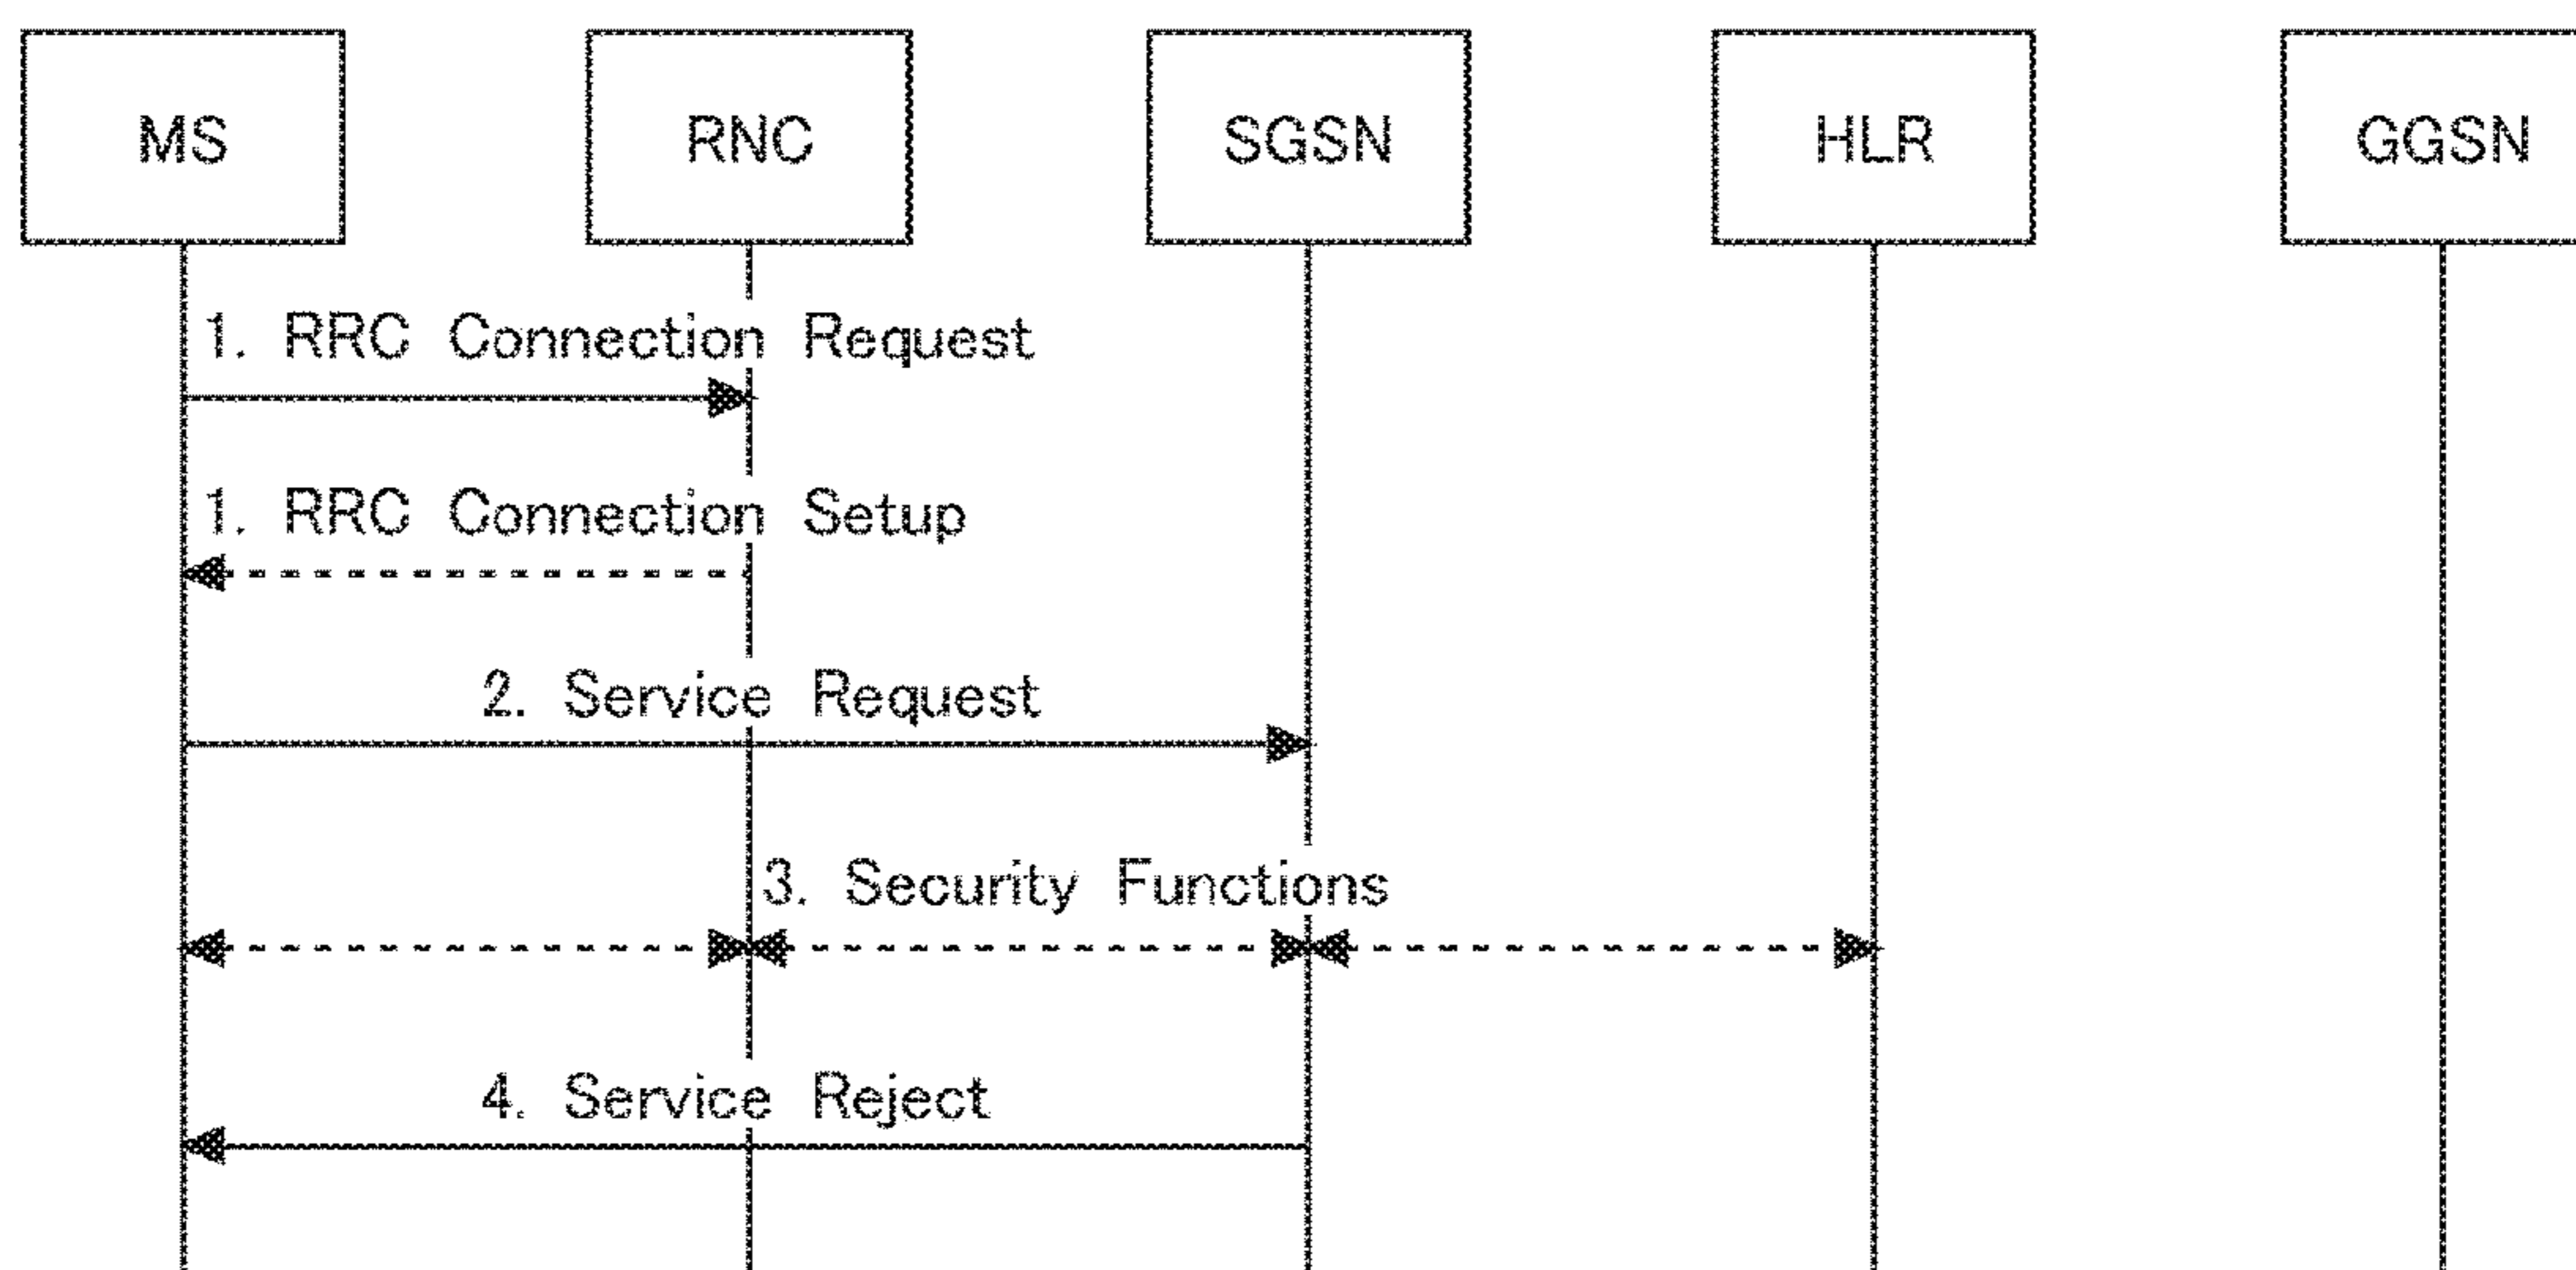 MS RNC SGSN HLR GGSN
1. RRC Connection Request
1. RRC Connection Setup
2. Service Request
3. Security Functions
4. Service Reject